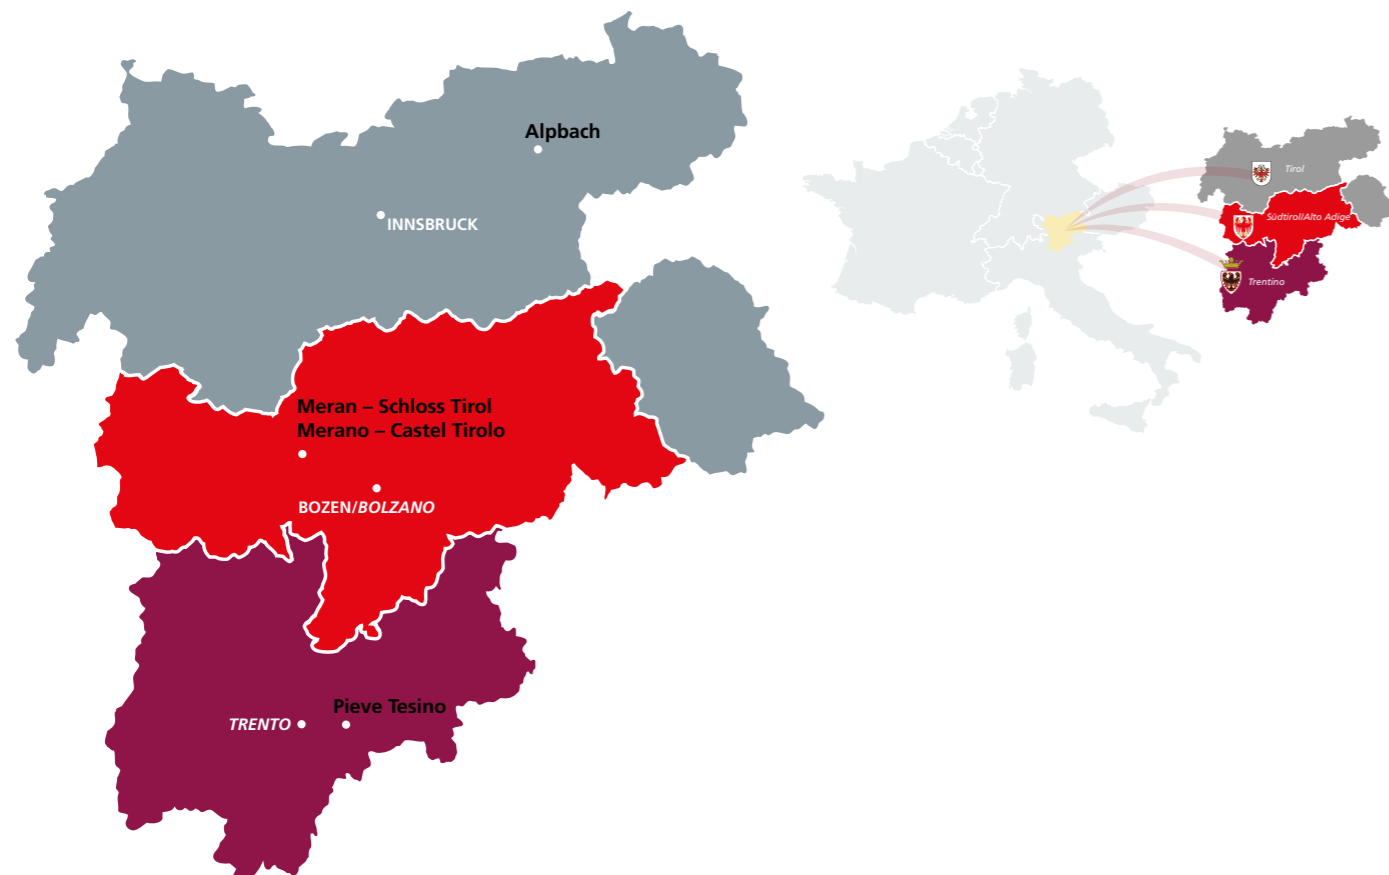 Alpbach
INNSBRUCK
Meran – Schloss Tirol
Merano – Castel Tirolo
BOZEN/BOLZANO
Pieve Tesino
TRENTO
Tirol
Südtirol/Alto Adige
Trentino